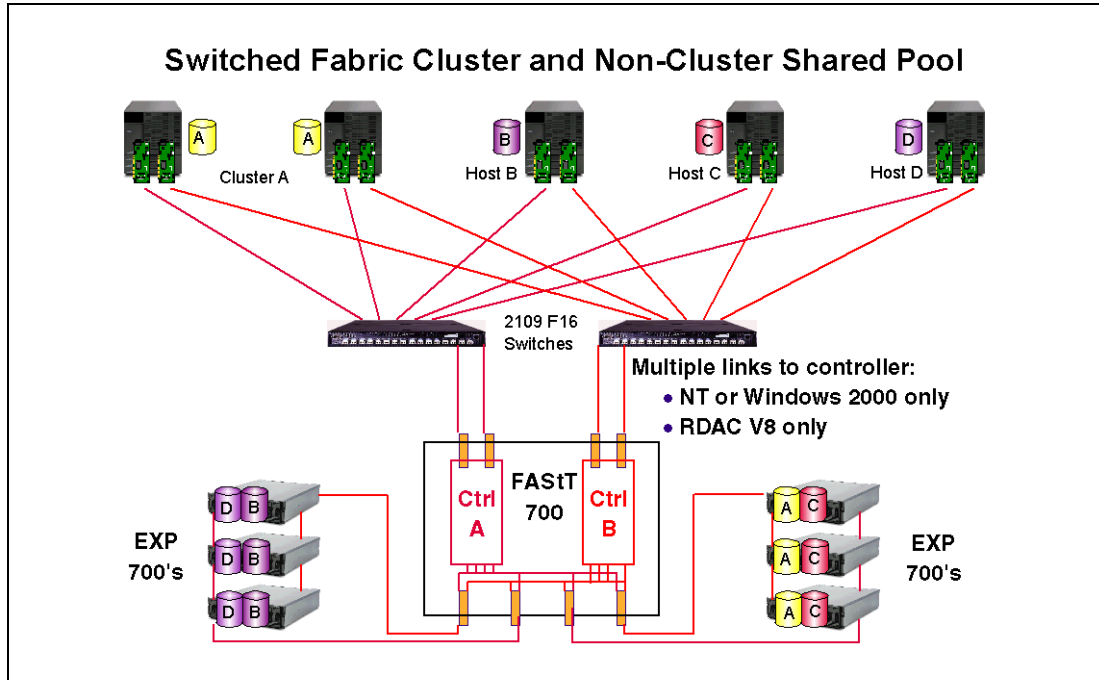 Switched Fabric Cluster and Non-Cluster Shared Pool
A
A
B
C
D
Cluster A
Host B
Host C
Host D
2109 F16
Switches
Multiple links to controller:
• NT or Windows 2000 only
• RDAC V8 only
FAStT
700
Ctrl
A
Ctrl
B
EXP
700's
D B
D B
D B
A C
A C
A C
EXP
700's